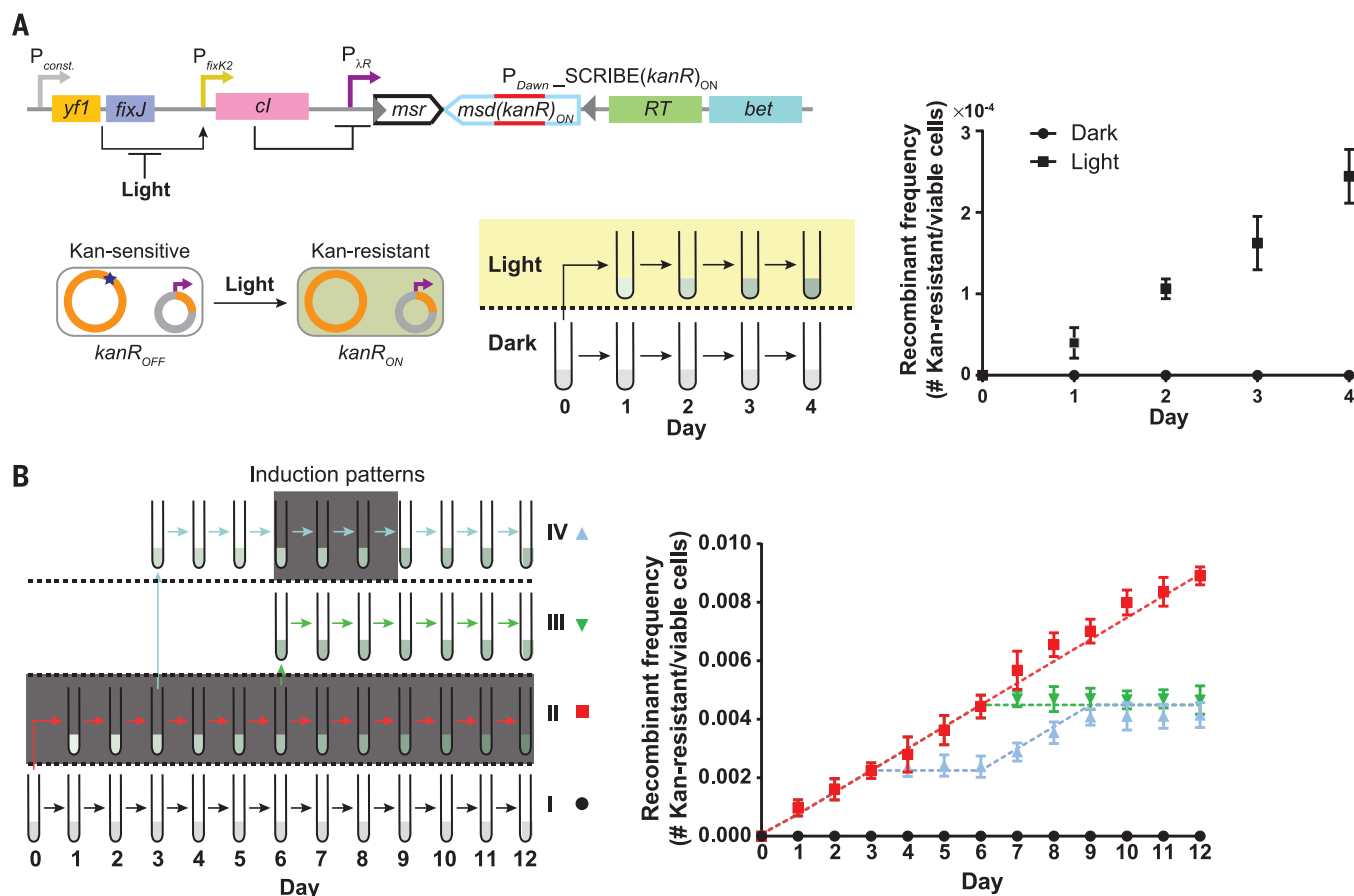 A
P const.
P fixK2
P λR
P Dawn_SCRIBE(kanR)ON
yf1
fixJ
cI
msr
msd(kanR)ON
RT
bet
Light
Kan-sensitive
Kan-resistant
Light
kanR OFF
kanR ON
Light
Dark
0 1 2 3 4
Day
×10-4
Dark
Light
Recombinant frequency
(# Kan-resistant/viable cells)
3
2
1
0
0 1 2 3 4
Day
B
Induction patterns
IV
III
II
I
0 1 2 3 4 5 6 7 8 9 10 11 12
Day
Recombinant frequency
(# Kan-resistant/viable cells)
0.010
0.008
0.006
0.004
0.002
0.000
0 1 2 3 4 5 6 7 8 9 10 11 12
Day